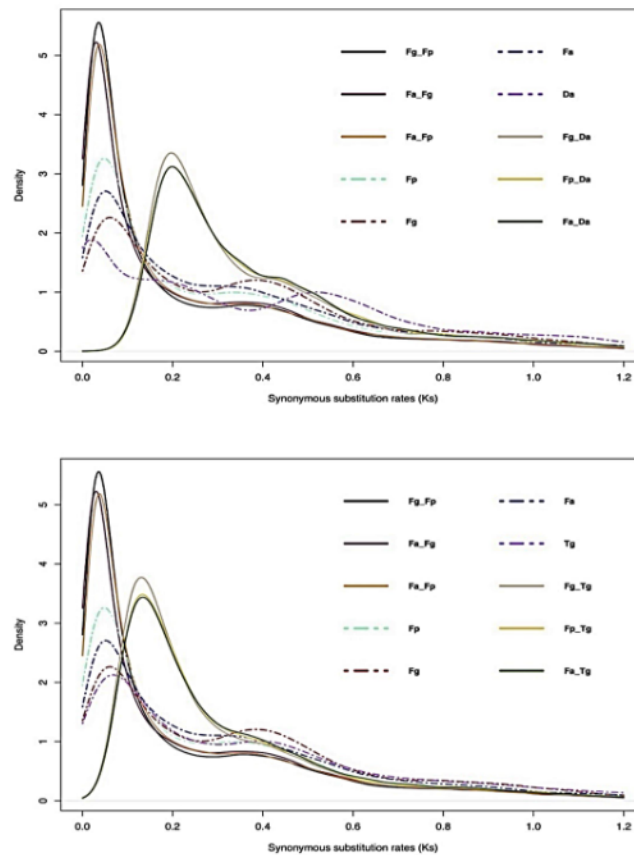 Density
5
4
3
2
1
0
Fg_Fp
Fa_Fg
Fa_Fp
Fp
Fg
Fa
Da
Fg_Da
Fp_Da
Fa_Da
0.0 0.2 0.4 0.6 0.8 1.0 1.2
Synonymous substitution rates (Ks)
Density
5
4
3
2
1
0
Fg_Fp
Fa_Fg
Fa_Fp
Fp
Fg
Fa
Tg
Fg_Tg
Fp_Tg
Fa_Tg
0.0 0.2 0.4 0.6 0.8 1.0 1.2
Synonymous substitution rates (Ks)